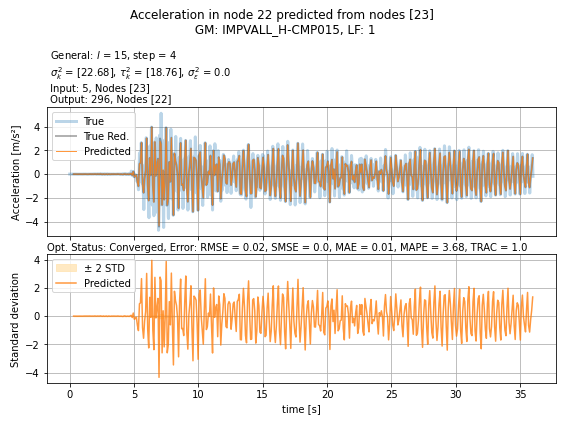 Acceleration in node 22 predicted from nodes [23]
GM: IMPVALL_H-CMP015, LF: 1
General: l = 15, step = 4
σ²ₖ = [22.68], τ²ₖ = [18.76], σ²ε = 0.0
Input: 5, Nodes [23]
Output: 296, Nodes [22]
True
True Red.
Predicted
Acceleration [m/s²]
4
2
0
−2
−4
Opt. Status: Converged, Error: RMSE = 0.02, SMSE = 0.0, MAE = 0.01, MAPE = 3.68, TRAC = 1.0
± 2 STD
Predicted
Standard deviation
4
2
0
−2
−4
0 5 10 15 20 25 30 35
time [s]